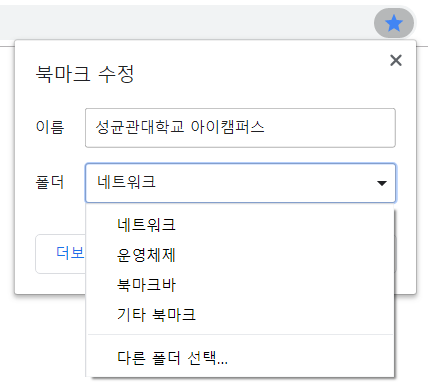 북마크 수정
이름 성균관대학교 아이캠퍼스
폴더 네트워크
네트워크
운영체제
더보
북마크바
기타 북마크
다른 폴더 선택...